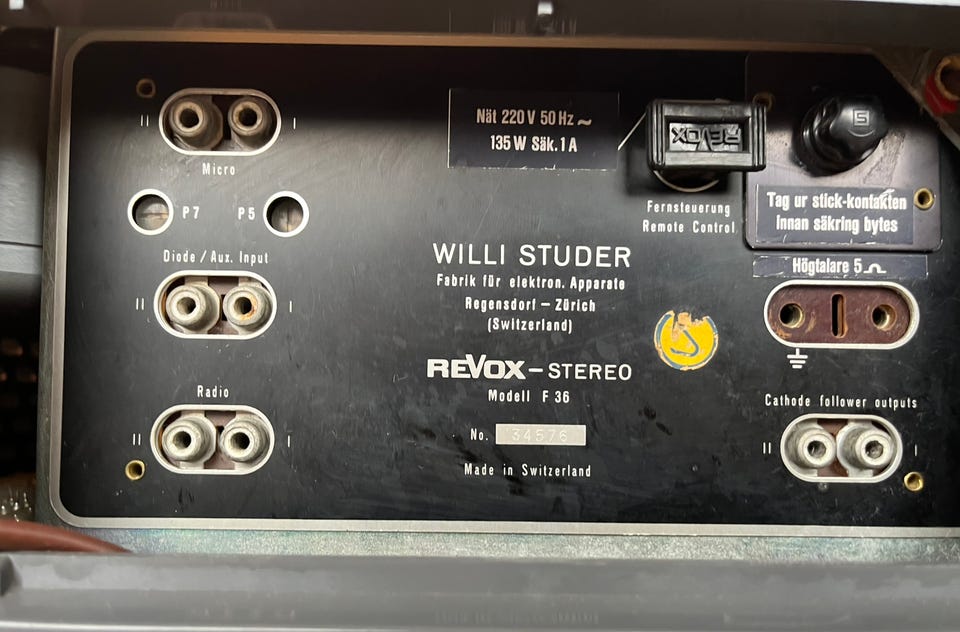 II I
Micro
P7 P5
Diode / Aux. Input
II I
Radio
II I
Nät 220 V 50 Hz ~
135 W Säk. 1 A
WILLI STUDER
Fabrik für elektron. Apparate
Regensdorf – Zürich
(Switzerland)
REVOX – STEREO
Modell F 36
No. 34576
Made in Switzerland
REVOX
Fernsteuerung
Remote Control
5
Tag ur stick-kontakten
innan säkring bytes
Högtalare 5
Cathode follower outputs
II I